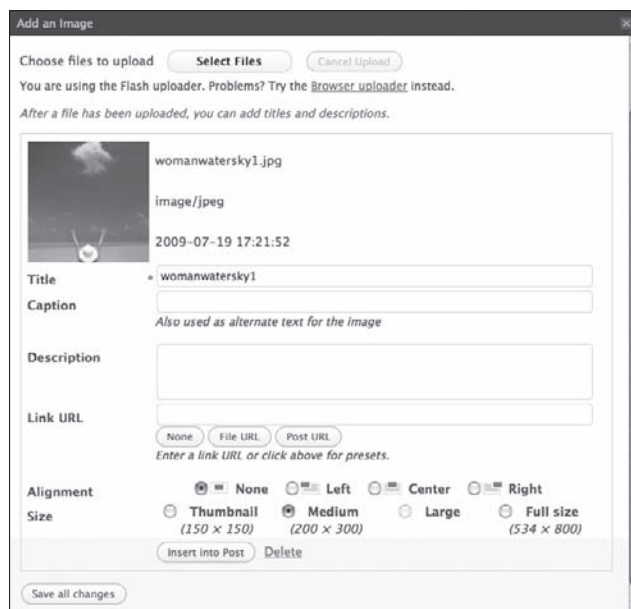 Add an Image
Choose files to upload Select Files Cancel Upload
You are using the Flash uploader. Problems? Try the Browser uploader instead.
After a file has been uploaded, you can add titles and descriptions.
womanwatersky1.jpg
image/jpeg
2009-07-19 17:21:52
Title * womanwatersky1
Caption
Also used as alternate text for the image
Description
Link URL
None File URL Post URL
Enter a link URL or click above for presets.
Alignment None Left Center Right
Size Thumbnail Medium Large Full size
(150 × 150) (200 × 300) (534 × 800)
Insert into Post Delete
Save all changes